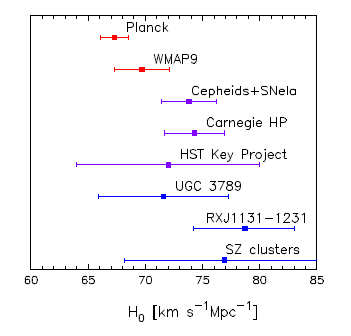 Planck
WMAP9
Cepheids+SNeIa
Carnegie HP
HST Key Project
UGC 3789
RXJ1131−1231
SZ clusters
60 65 70 75 80 85
H₀ [km s⁻¹Mpc⁻¹]